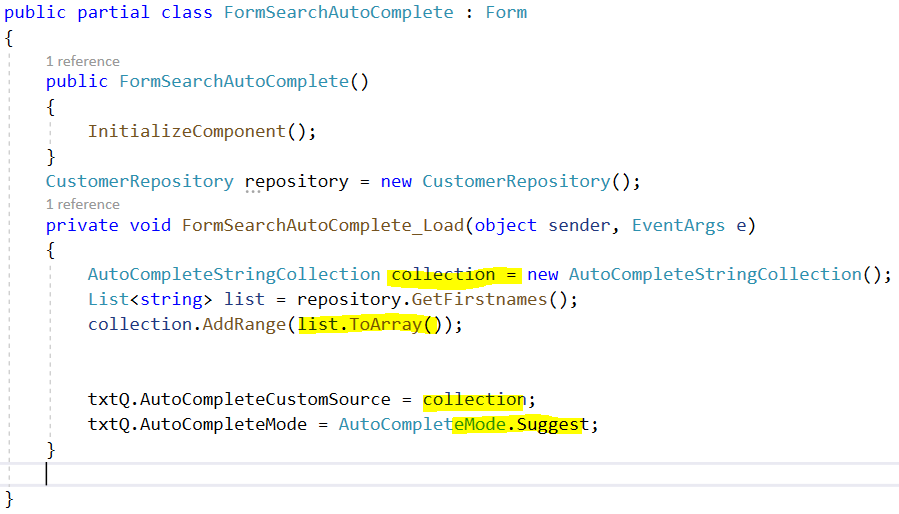 public partial class FormSearchAutoComplete : Form
{
1 reference
public FormSearchAutoComplete()
{
InitializeComponent();
}
CustomerRepository repository = new CustomerRepository();
1 reference
private void FormSearchAutoComplete_Load(object sender, EventArgs e)
{
AutoCompleteStringCollection collection = new AutoCompleteStringCollection();
List<string> list = repository.GetFirstnames();
collection.AddRange(list.ToArray());
txtQ.AutoCompleteCustomSource = collection;
txtQ.AutoCompleteMode = AutoCompleteMode.Suggest;
}
}